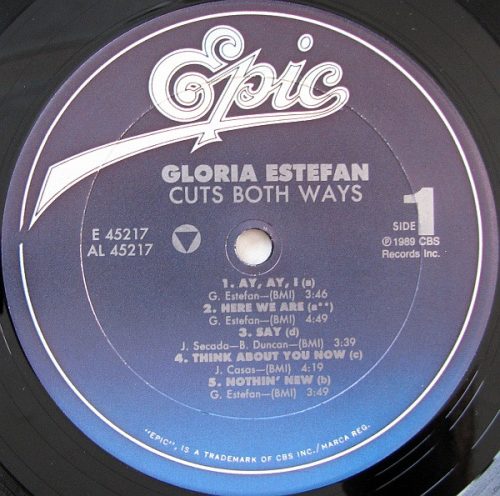 Epic
GLORIA ESTEFAN
CUTS BOTH WAYS
E 45217
AL 45217
SIDE 1
℗ 1989 CBS
Records Inc.
1. AY, AY, I (a)
G. Estefan—(BMI) 3:46
2. HERE WE ARE (a**)
G. Estefan—(BMI) 4:49
3. SAY (d)
J. Secada—B. Duncan—(BMI) 3:39
4. THINK ABOUT YOU NOW (c)
J. Casas—(BMI) 4:19
5. NOTHIN' NEW (b)
G. Estefan—(BMI) 3:49
"EPIC", IS A TRADEMARK OF CBS INC./MARCA REG.